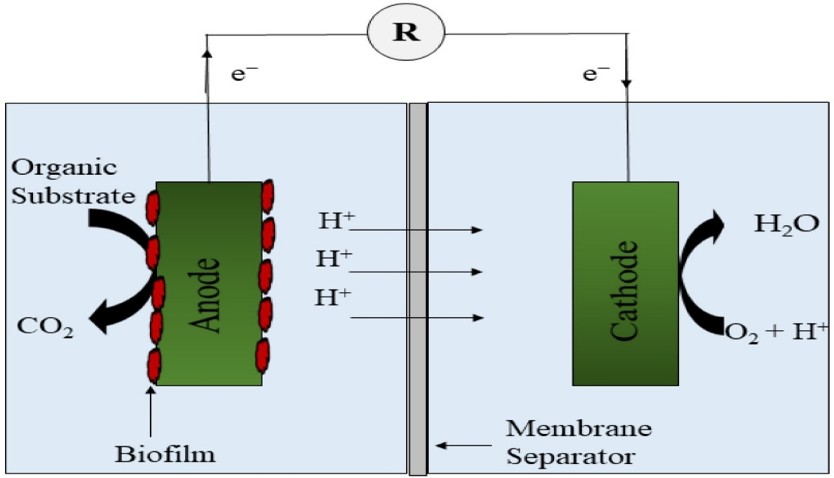 R
e⁻
e⁻
Organic
Substrate
CO₂
Anode
Biofilm
H⁺
H⁺
H⁺
Cathode
H₂O
O₂ + H⁺
Membrane
Separator